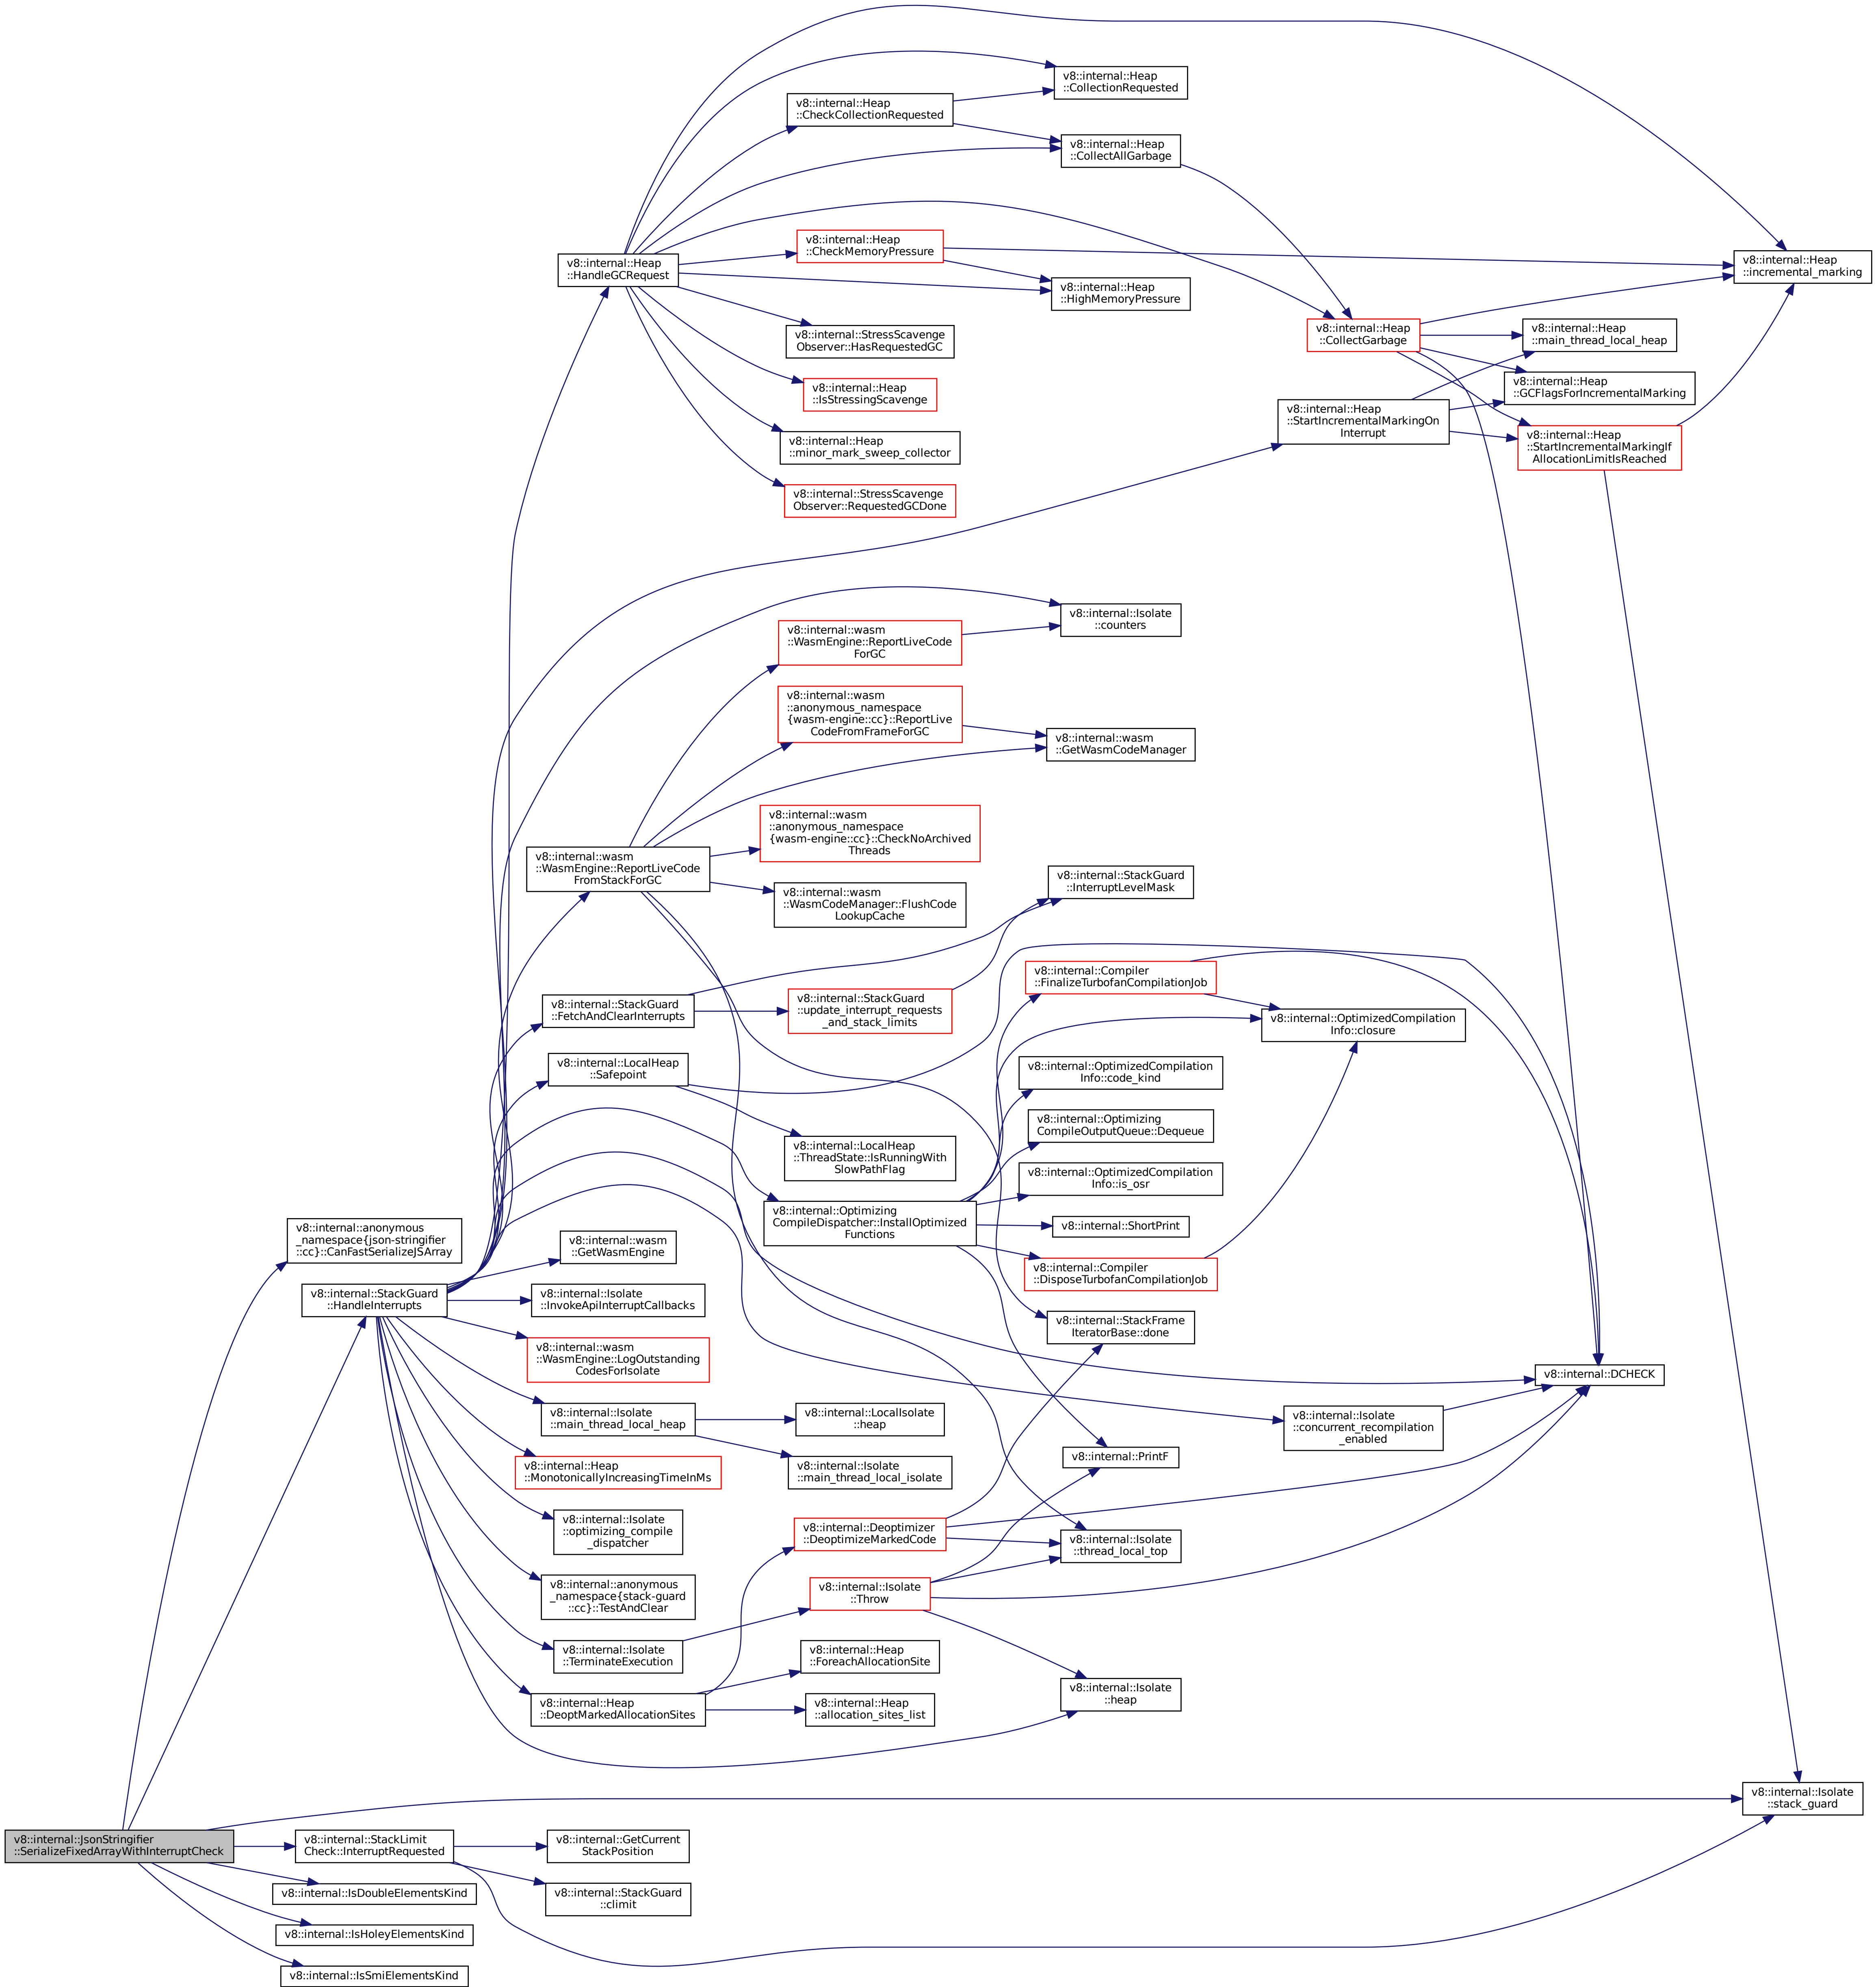 v8::internal::Heap
::CollectionRequested
v8::internal::Heap
::CheckCollectionRequested
v8::internal::Heap
::CollectAllGarbage
v8::internal::Heap
::CheckMemoryPressure
v8::internal::Heap
::HandleGCRequest
v8::internal::Heap
::incremental_marking
v8::internal::Heap
::HighMemoryPressure
v8::internal::StressScavenge
Observer::HasRequestedGC
v8::internal::Heap
::CollectGarbage
v8::internal::Heap
::main_thread_local_heap
v8::internal::Heap
::IsStressingScavenge
v8::internal::Heap
::GCFlagsForIncrementalMarking
v8::internal::Heap
::StartIncrementalMarkingOn
Interrupt
v8::internal::Heap
::minor_mark_sweep_collector
v8::internal::Heap
::StartIncrementalMarkingIf
AllocationLimitIsReached
v8::internal::StressScavenge
Observer::RequestedGCDone
v8::internal::Isolate
::counters
v8::internal::wasm
::WasmEngine::ReportLiveCode
ForGC
v8::internal::wasm
::anonymous_namespace
{wasm-engine::cc}::ReportLive
CodeFromFrameForGC
v8::internal::wasm
::GetWasmCodeManager
v8::internal::wasm
::anonymous_namespace
{wasm-engine::cc}::CheckNoArchived
Threads
v8::internal::wasm
::WasmEngine::ReportLiveCode
FromStackForGC
v8::internal::StackGuard
::InterruptLevelMask
v8::internal::wasm
::WasmCodeManager::FlushCode
LookupCache
v8::internal::Compiler
::FinalizeTurbofanCompilationJob
v8::internal::StackGuard
::FetchAndClearInterrupts
v8::internal::StackGuard
::update_interrupt_requests
_and_stack_limits
v8::internal::OptimizedCompilation
Info::closure
v8::internal::LocalHeap
::Safepoint
v8::internal::OptimizedCompilation
Info::code_kind
v8::internal::Optimizing
CompileOutputQueue::Dequeue
v8::internal::LocalHeap
::ThreadState::IsRunningWith
SlowPathFlag
v8::internal::OptimizedCompilation
Info::is_osr
v8::internal::Optimizing
CompileDispatcher::InstallOptimized
Functions
v8::internal::ShortPrint
v8::internal::anonymous
_namespace{json-stringifier
::cc}::CanFastSerializeJSArray
v8::internal::wasm
::GetWasmEngine
v8::internal::Compiler
::DisposeTurbofanCompilationJob
v8::internal::StackGuard
::HandleInterrupts
v8::internal::Isolate
::InvokeApiInterruptCallbacks
v8::internal::StackFrame
IteratorBase::done
v8::internal::wasm
::WasmEngine::LogOutstanding
CodesForIsolate
v8::internal::DCHECK
v8::internal::Isolate
::main_thread_local_heap
v8::internal::LocalIsolate
::heap
v8::internal::Isolate
::concurrent_recompilation
_enabled
v8::internal::PrintF
v8::internal::Heap
::MonotonicallyIncreasingTimeInMs
v8::internal::Isolate
::main_thread_local_isolate
v8::internal::Isolate
::optimizing_compile
_dispatcher
v8::internal::Deoptimizer
::DeoptimizeMarkedCode
v8::internal::Isolate
::thread_local_top
v8::internal::anonymous
_namespace{stack-guard
::cc}::TestAndClear
v8::internal::Isolate
::Throw
v8::internal::Isolate
::TerminateExecution
v8::internal::Heap
::ForeachAllocationSite
v8::internal::Heap
::DeoptMarkedAllocationSites
v8::internal::Heap
::allocation_sites_list
v8::internal::Isolate
::heap
v8::internal::Isolate
::stack_guard
v8::internal::JsonStringifier
::SerializeFixedArrayWithInterruptCheck
v8::internal::StackLimit
Check::InterruptRequested
v8::internal::GetCurrent
StackPosition
v8::internal::IsDoubleElementsKind
v8::internal::StackGuard
::climit
v8::internal::IsHoleyElementsKind
v8::internal::IsSmiElementsKind